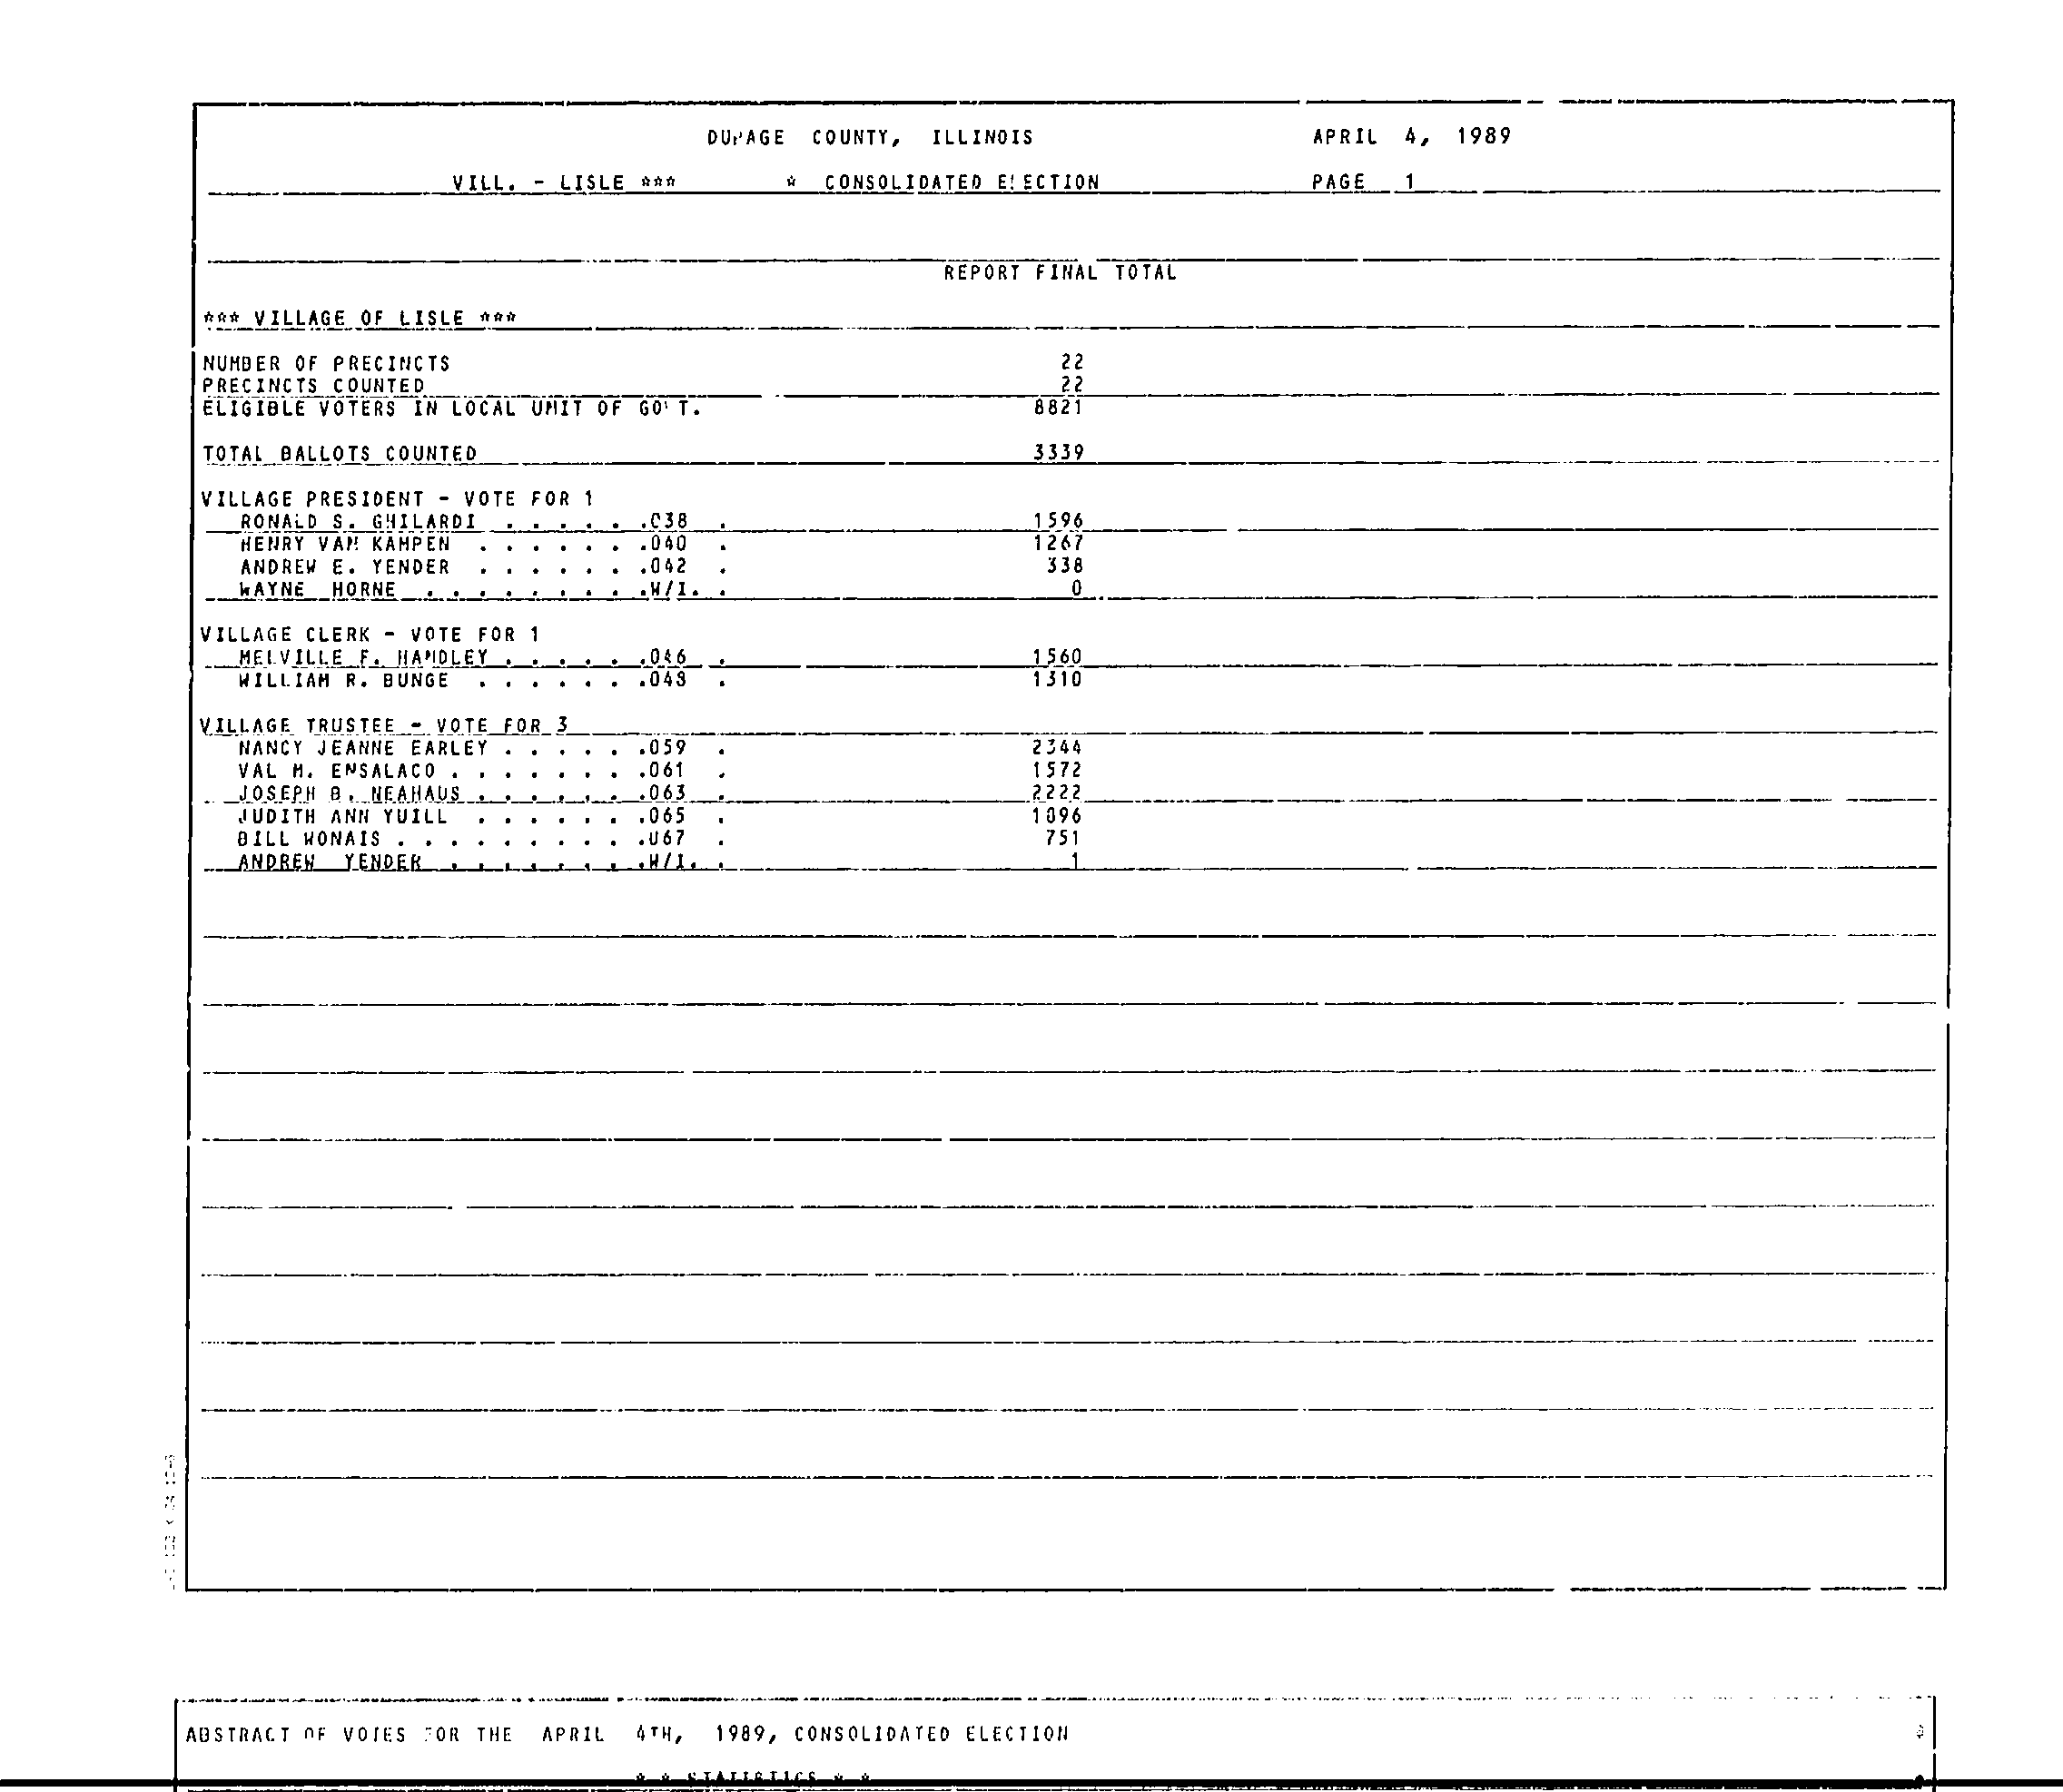 DUPAGE COUNTY, ILLINOIS APRIL 4, 1989
VILL. - LISLE *** * CONSOLIDATED ELECTION PAGE 1
REPORT FINAL TOTAL
*** VILLAGE OF LISLE ***
NUMBER OF PRECINCTS 22
PRECINCTS COUNTED 22
ELIGIBLE VOTERS IN LOCAL UNIT OF GO'T. 8821
TOTAL BALLOTS COUNTED 3339
VILLAGE PRESIDENT - VOTE FOR 1
RONALD S. GHILARDI . . . . . .038 . 1596
HENRY VAN KAMPEN . . . . . . .040 . 1267
ANDREW E. YENDER . . . . . . .042 . 338
WAYNE HORNE . . . . . . . . .W/I. . 0
VILLAGE CLERK - VOTE FOR 1
MELVILLE F. HANDLEY . . . . . .046 . 1560
WILLIAM R. BUNGE . . . . . . .048 . 1310
VILLAGE TRUSTEE - VOTE FOR 3
NANCY JEANNE EARLEY . . . . . .059 . 2344
VAL M. ENSALACO . . . . . . . .061 . 1572
JOSEPH B. NEAHAUS . . . . . . .063 . 2222
JUDITH ANN YUILL . . . . . . .065 . 1896
BILL WONAIS . . . . . . . . . .067 . 751
ANDREW YENDER . . . . . . . .W/I. . 1
ABSTRACT OF VOTES FOR THE APRIL 4TH, 1989, CONSOLIDATED ELECTION
* * STATISTICS * *